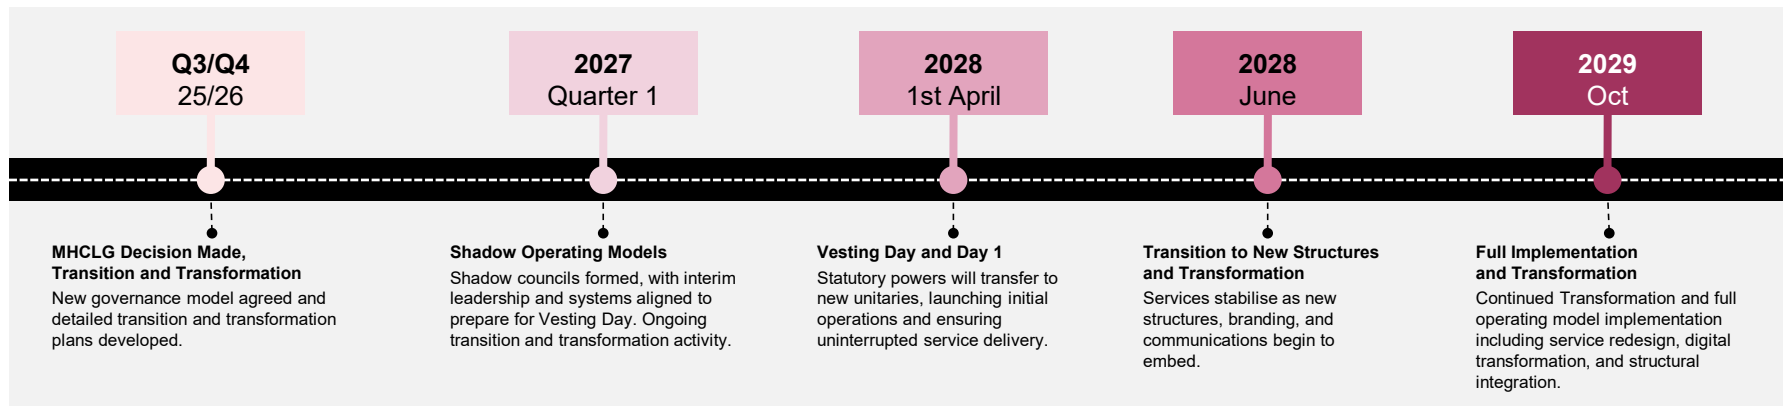 Q3/Q4
25/26
2027
Quarter 1
2028
1st April
2028
June
2029
Oct
MHCLG Decision Made,
Transition and Transformation
New governance model agreed and
detailed transition and transformation
plans developed.
Shadow Operating Models
Shadow councils formed, with interim
leadership and systems aligned to
prepare for Vesting Day. Ongoing
transition and transformation activity.
Vesting Day and Day 1
Statutory powers will transfer to
new unitaries, launching initial
operations and ensuring
uninterrupted service delivery.
Transition to New Structures
and Transformation
Services stabilise as new
structures, branding, and
communications begin to
embed.
Full Implementation
and Transformation
Continued Transformation and full
operating model implementation
including service redesign, digital
transformation, and structural
integration.